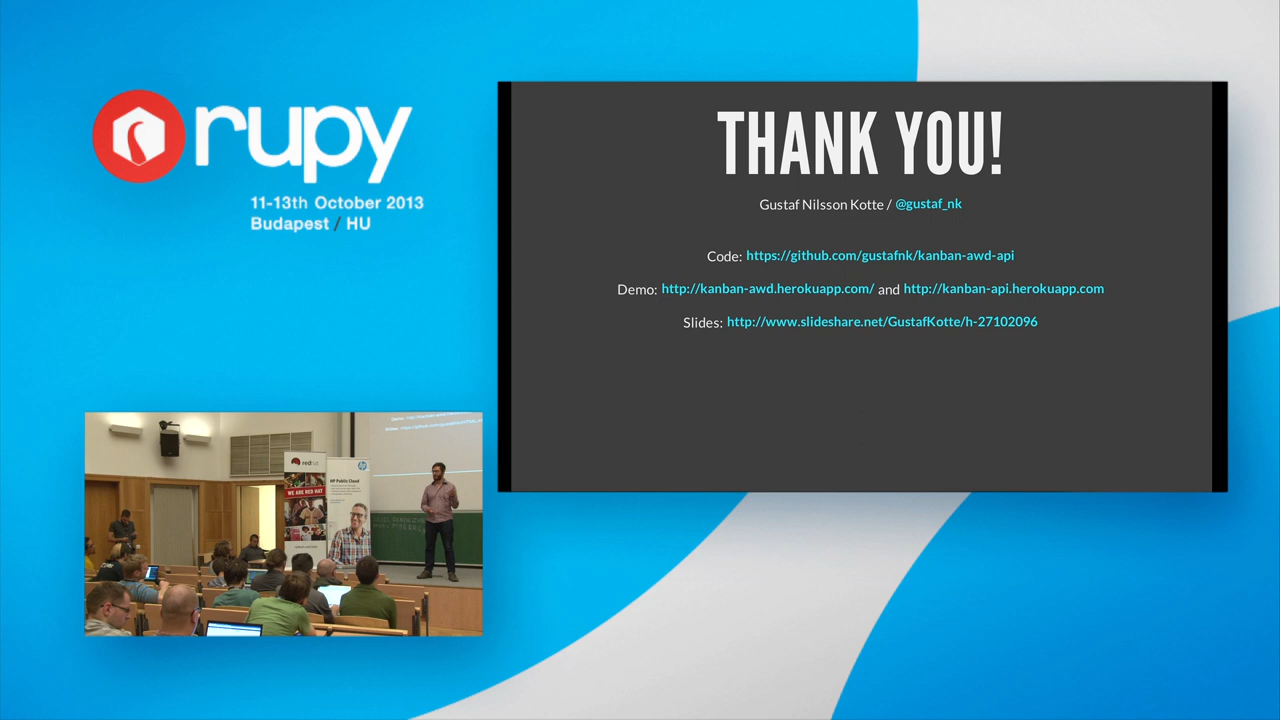 rupy
11-13th October 2013
Budapest / HU
THANK YOU!
Gustaf Nilsson Kotte / @gustaf_nk
Code: https://github.com/gustafnk/kanban-awd-api
Demo: http://kanban-awd.herokuapp.com/ and http://kanban-api.herokuapp.com
Slides: http://www.slideshare.net/GustafKotte/h-27102096
redhat
WE ARE RED HAT
hp
HP Public Cloud